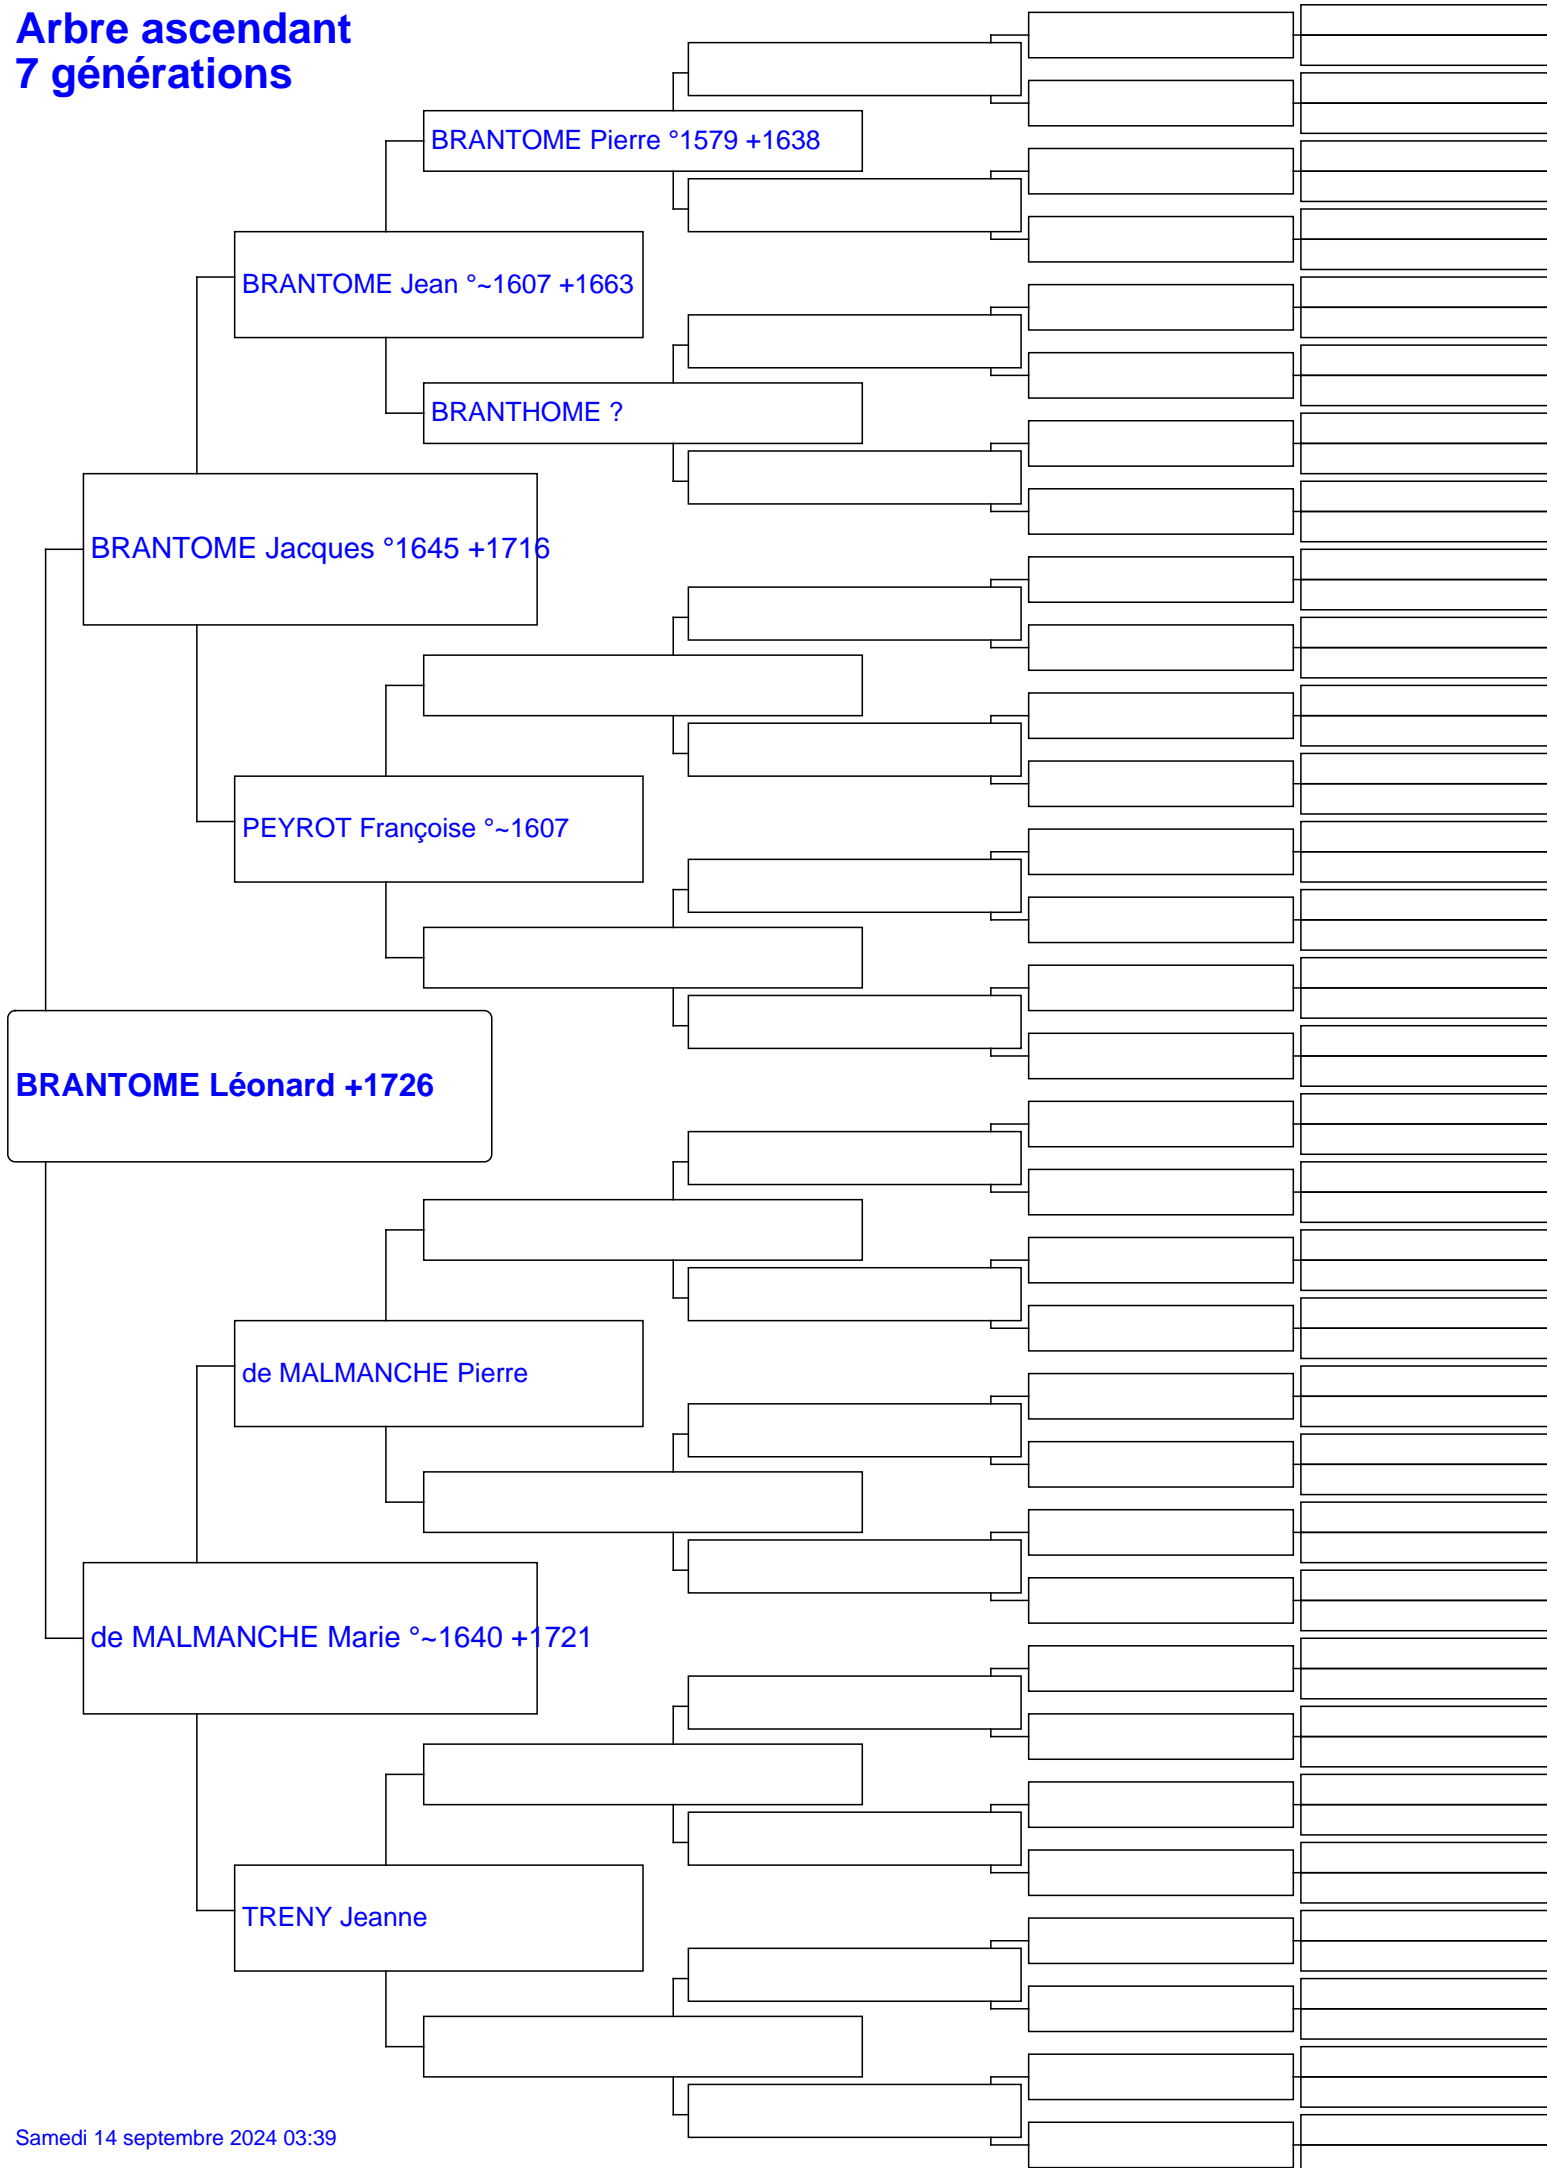 Arbre ascendant
7 générations
BRANTOME Pierre °1579 +1638
BRANTOME Jean °~1607 +1663
BRANTHOME ?
BRANTOME Jacques °1645 +1716
PEYROT Françoise °~1607
BRANTOME Léonard +1726
de MALMANCHE Pierre
de MALMANCHE Marie °~1640 +1721
TRENY Jeanne
Samedi 14 septembre 2024 03:39